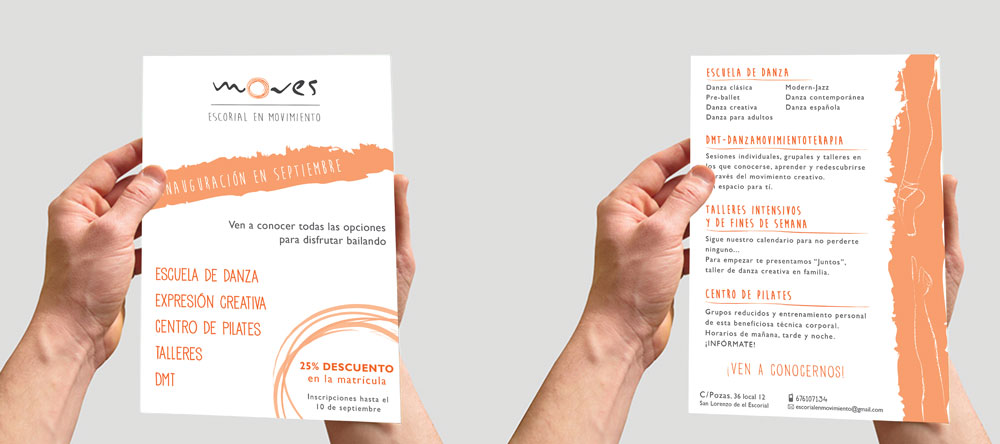 moves
ESCORIAL EN MOVIMIENTO
INAUGURACIÓN EN SEPTIEMBRE
Ven a conocer todas las opciones
para disfrutar bailando
ESCUELA DE DANZA
EXPRESIÓN CREATIVA
CENTRO DE PILATES
TALLERES
DMT
25% DESCUENTO
en la matrícula
Inscripciones hasta el
10 de septiembre
ESCUELA DE DANZA
Danza clásica
Pre-ballet
Danza creativa
Danza para adultos
Modern-Jazz
Danza contemporánea
Danza española
DMT-DANZAMOVIMIENTOTERAPIA
Sesiones individuales, grupales y talleres en
los que conocerse, aprender y redescubrirse
través del movimiento creativo.
espacio para tí.
TALLERES INTENSIVOS
Y DE FINES DE SEMANA
Sigue nuestro calendario para no perderte
ninguno...
Para empezar te presentamos "Juntos",
taller de danza creativa en familia.
CENTRO DE PILATES
Grupos reducidos y entrenamiento personal
de esta beneficiosa técnica corporal.
Horarios de mañana, tarde y noche.
¡INFÓRMATE!
¡VEN A CONOCERNOS!
C/Pozas, 36 local 12
San Lorenzo de el Escorial
676107134
escorialenmovimiento@gmail.com